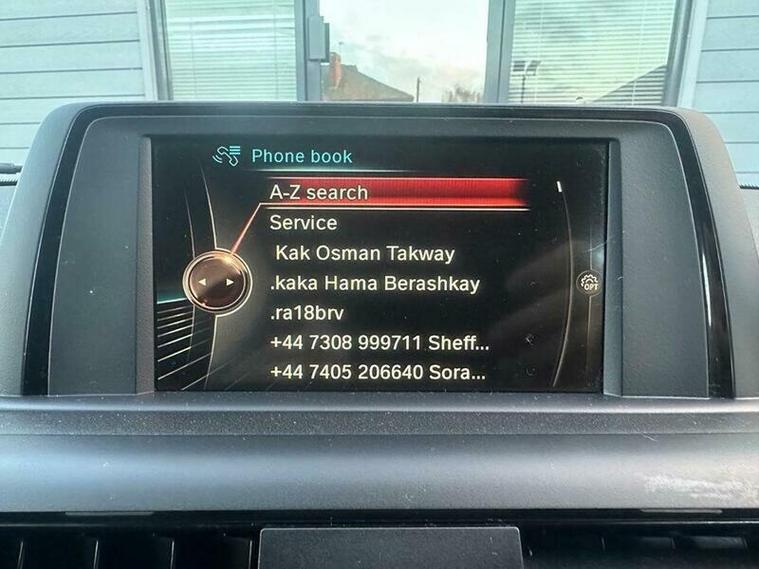 Phone book
A-Z search
Service
Kak Osman Takway
.kaka Hama Berashkay
.ra18brv
+44 7308 999711 Sheff...
+44 7405 206640 Sora...
OPT